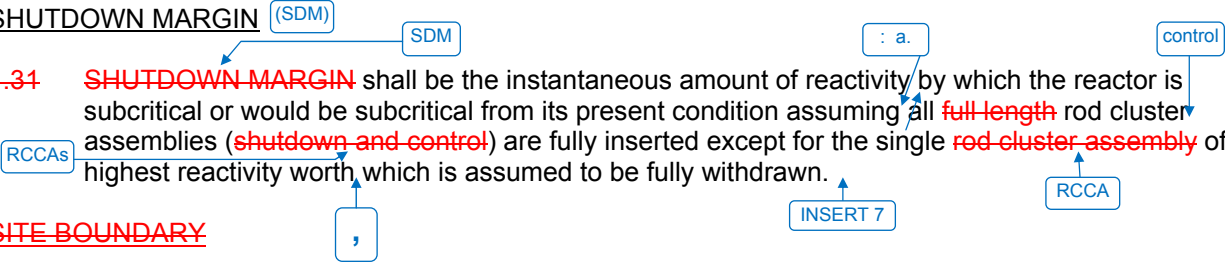 SHUTDOWN MARGIN (SDM)
SDM
: a.
control
.31 SHUTDOWN MARGIN shall be the instantaneous amount of reactivity by which the reactor is
subcritical or would be subcritical from its present condition assuming all full length rod cluster
assemblies (shutdown and control) are fully inserted except for the single rod cluster assembly of
RCCAs
highest reactivity worth which is assumed to be fully withdrawn.
RCCA
INSERT 7
SITE BOUNDARY
,